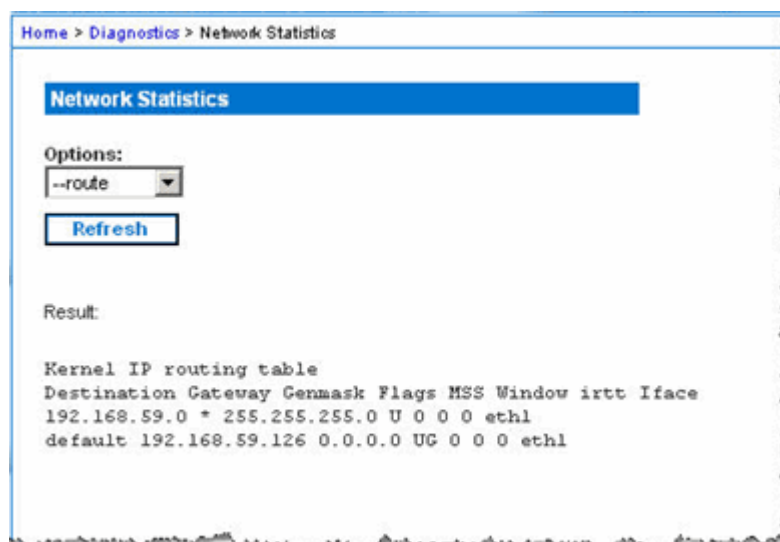 Home > Diagnostics > Network Statistics
Network Statistics
Options:
--route
Refresh
Result:
Kernel IP routing table
Destination Gateway Genmask Flags MSS Window irtt Iface
192.168.59.0 * 255.255.255.0 U 0 0 0 eth1
default 192.168.59.126 0.0.0.0 UG 0 0 0 eth1